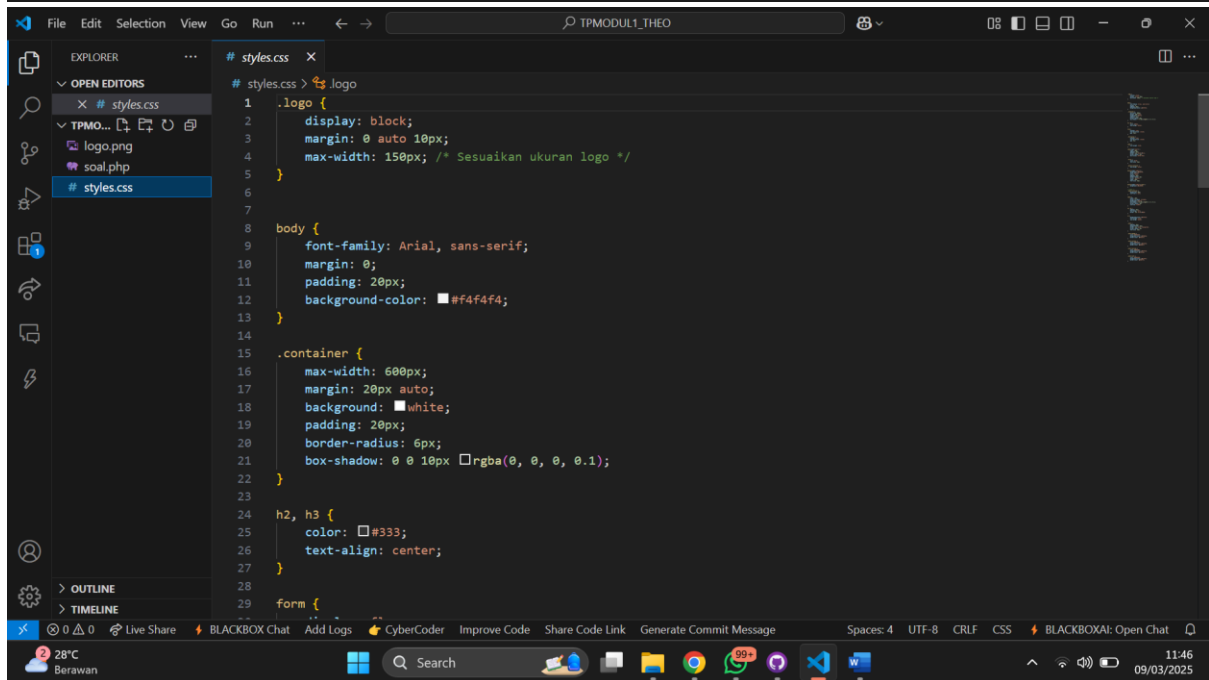 File Edit Selection View Go Run ··· TPMODUL1_THEO
EXPLORER ···
OPEN EDITORS
# styles.css
TPMO...
logo.png
soal.php
# styles.css
OUTLINE
TIMELINE
# styles.css
# styles.css > .logo
1 .logo {
2     display: block;
3     margin: 0 auto 10px;
4     max-width: 150px; /* Sesuaikan ukuran logo */
5 }
6
7
8 body {
9     font-family: Arial, sans-serif;
10     margin: 0;
11     padding: 20px;
12     background-color: #f4f4f4;
13 }
14
15 .container {
16     max-width: 600px;
17     margin: 20px auto;
18     background: white;
19     padding: 20px;
20     border-radius: 6px;
21     box-shadow: 0 0 10px rgba(0, 0, 0, 0.1);
22 }
23
24 h2, h3 {
25     color: #333;
26     text-align: center;
27 }
28
29 form {
1
0 0 Live Share BLACKBOX Chat Add Logs CyberCoder Improve Code Share Code Link Generate Commit Message Spaces: 4 UTF-8 CRLF CSS BLACKBOXAI: Open Chat
2 28°C
Berawan
Search
99+
11:46
09/03/2025